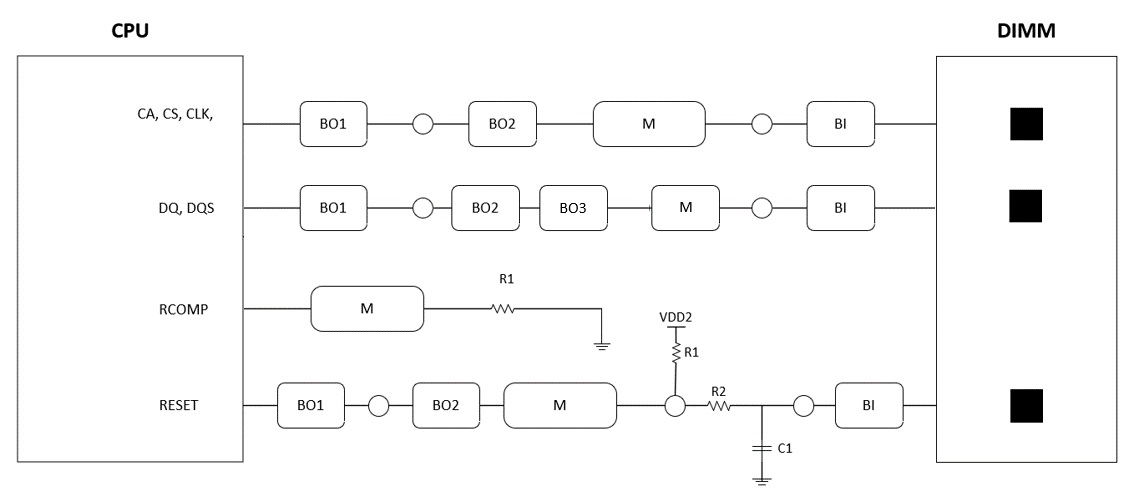 CPU
DIMM
CA, CS, CLK,
BO1
BO2
M
BI
DQ, DQS
BO1
BO2
BO3
M
BI
RCOMP
M
R1
VDD2
R1
RESET
BO1
BO2
M
R2
C1
BI